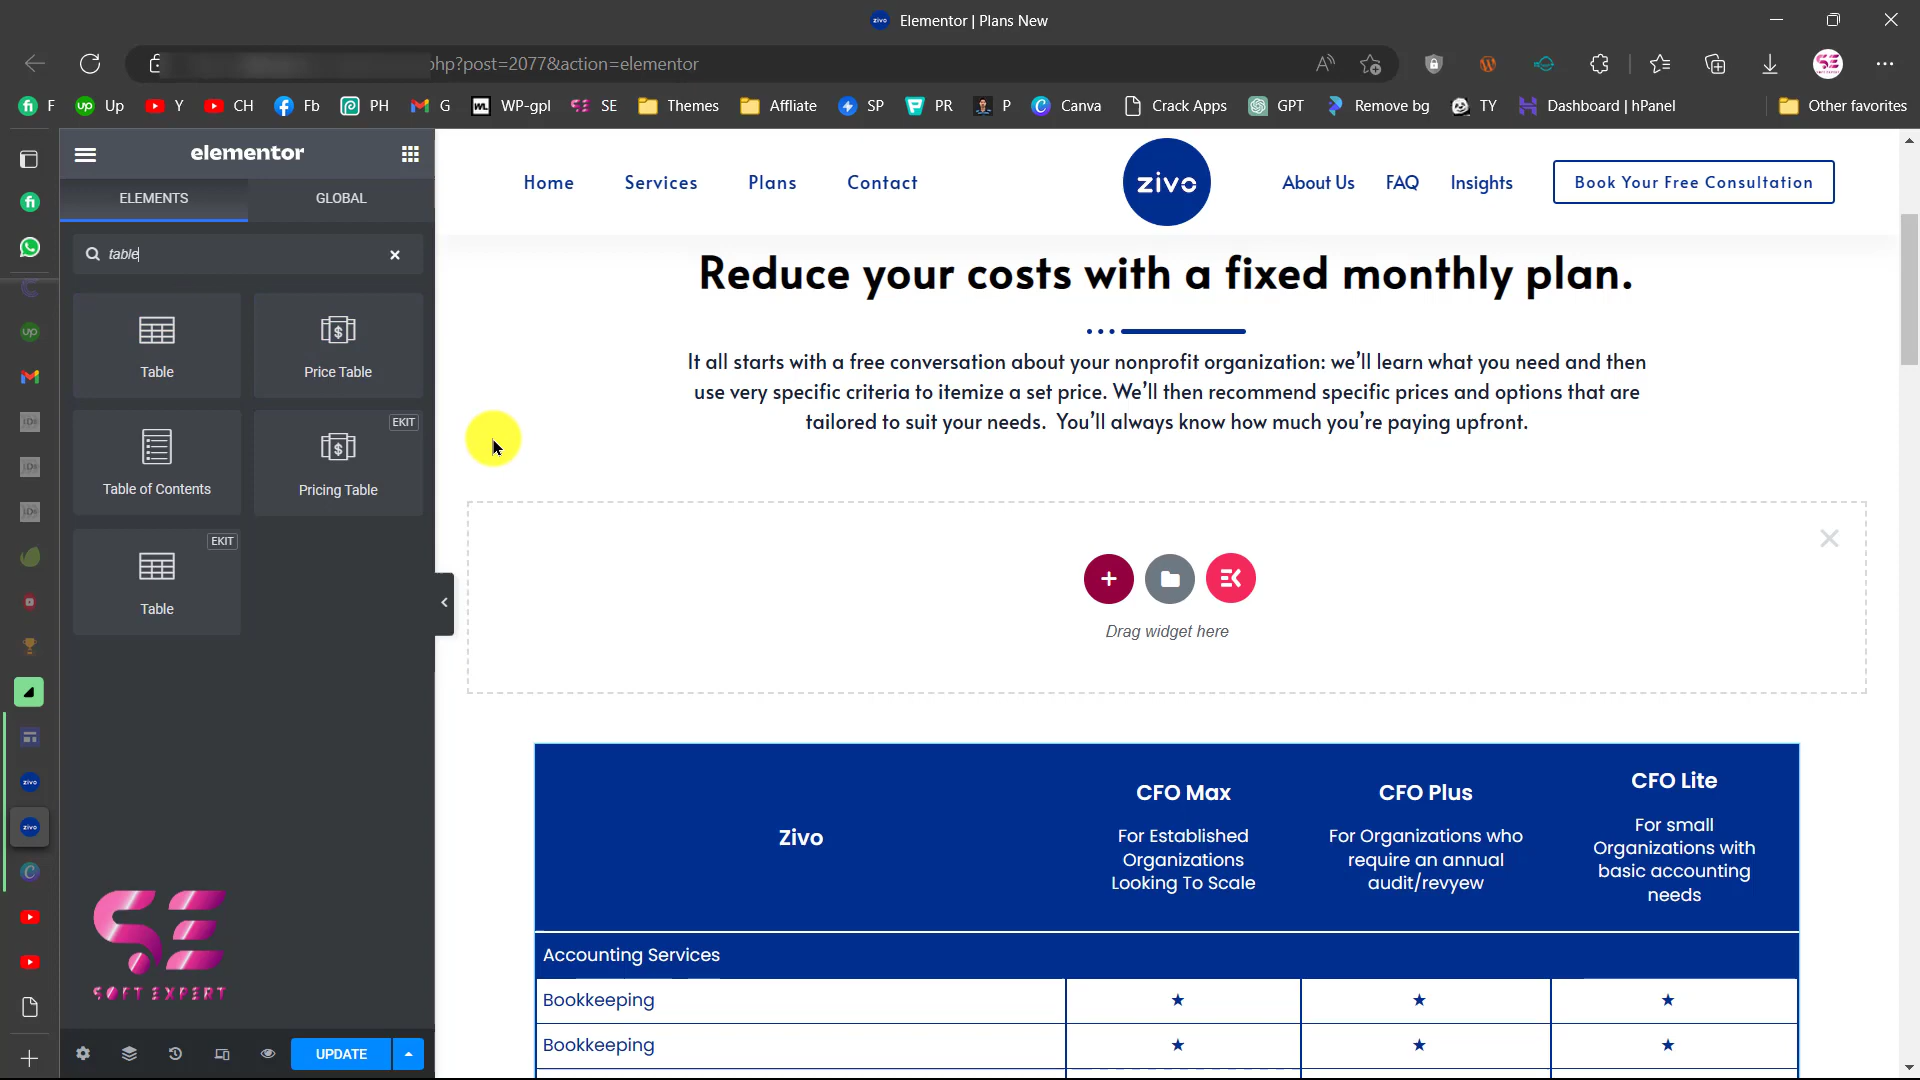 zivo Elementor | Plans New
hp?post=2077&action=elementor
F Up Y CH Fb PH G WP-gpl SE Themes Affliate SP PR P Canva Crack Apps GPT Remove bg TY Dashboard | hPanel Other favorites
elementor
ELEMENTS GLOBAL
table
Table Price Table
EKIT
Table of Contents Pricing Table
EKIT
Table
SOFT EXPERT
UPDATE
Home Services Plans Contact zivo About Us FAQ Insights Book Your Free Consultation
Reduce your costs with a fixed monthly plan.
It all starts with a free conversation about your nonprofit organization: we'll learn what you need and then
use very specific criteria to itemize a set price. We'll then recommend specific prices and options that are
tailored to suit your needs. You'll always know how much you're paying upfront.
Drag widget here
Zivo
CFO Max
For Established
Organizations
Looking To Scale
CFO Plus
For Organizations who
require an annual
audit/revyew
CFO Lite
For small
Organizations with
basic accounting
needs
Accounting Services
Bookkeeping ★ ★ ★
Bookkeeping ★ ★ ★